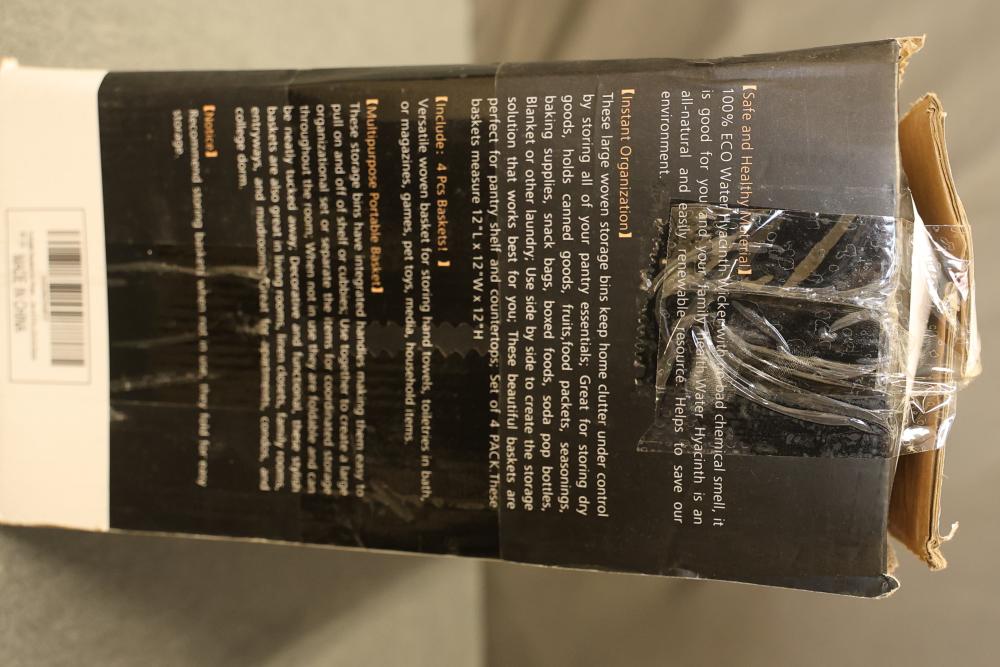 【Safe and Healthy Material】
100% ECO Water Hyacinth Wicker without bad chemical smell, it
is good for you and your family health.Water Hyacinth is an
all-natural and easily renewable resource. Helps to save our
environment.
【Instant Organization】
These large woven storage bins keep home clutter under control
by storing all of your pantry essentials; Great for storing dry
goods, holds canned goods, fruits,food packets, seasonings,
baking supplies, snack bags, boxed foods, soda pop bottles,
Blanket or other laundry; Use side by side to create the storage
solution that works best for you; These beautiful baskets are
perfect for pantry shelf and countertops; Set of 4 PACK.These
baskets measure 12"L x 12"W x 12"H
【Include: 4 Pcs Baskets! 】
Versatile woven basket for storing hand towels, toiletries in bath,
or magazines, games, pet toys, media, household items.
【Multipurpose Portable Basket】
These storage bins have integrated handles making them easy to
pull on and off of shelf or cubbies; Use together to create a large
organizational set or separate the items for coordinated storage
throughout the room. When not in use they are foldable and can
be neatly tucked away; Decorative and functional, these stylish
baskets are also great in living rooms, linen closets, family rooms,
entryways, and mudrooms; Great for apartments, condos, and
college dorm.
【Notice】
Recommend storing baskets when not in use, they fold for easy
storage.
MADE IN CHINA